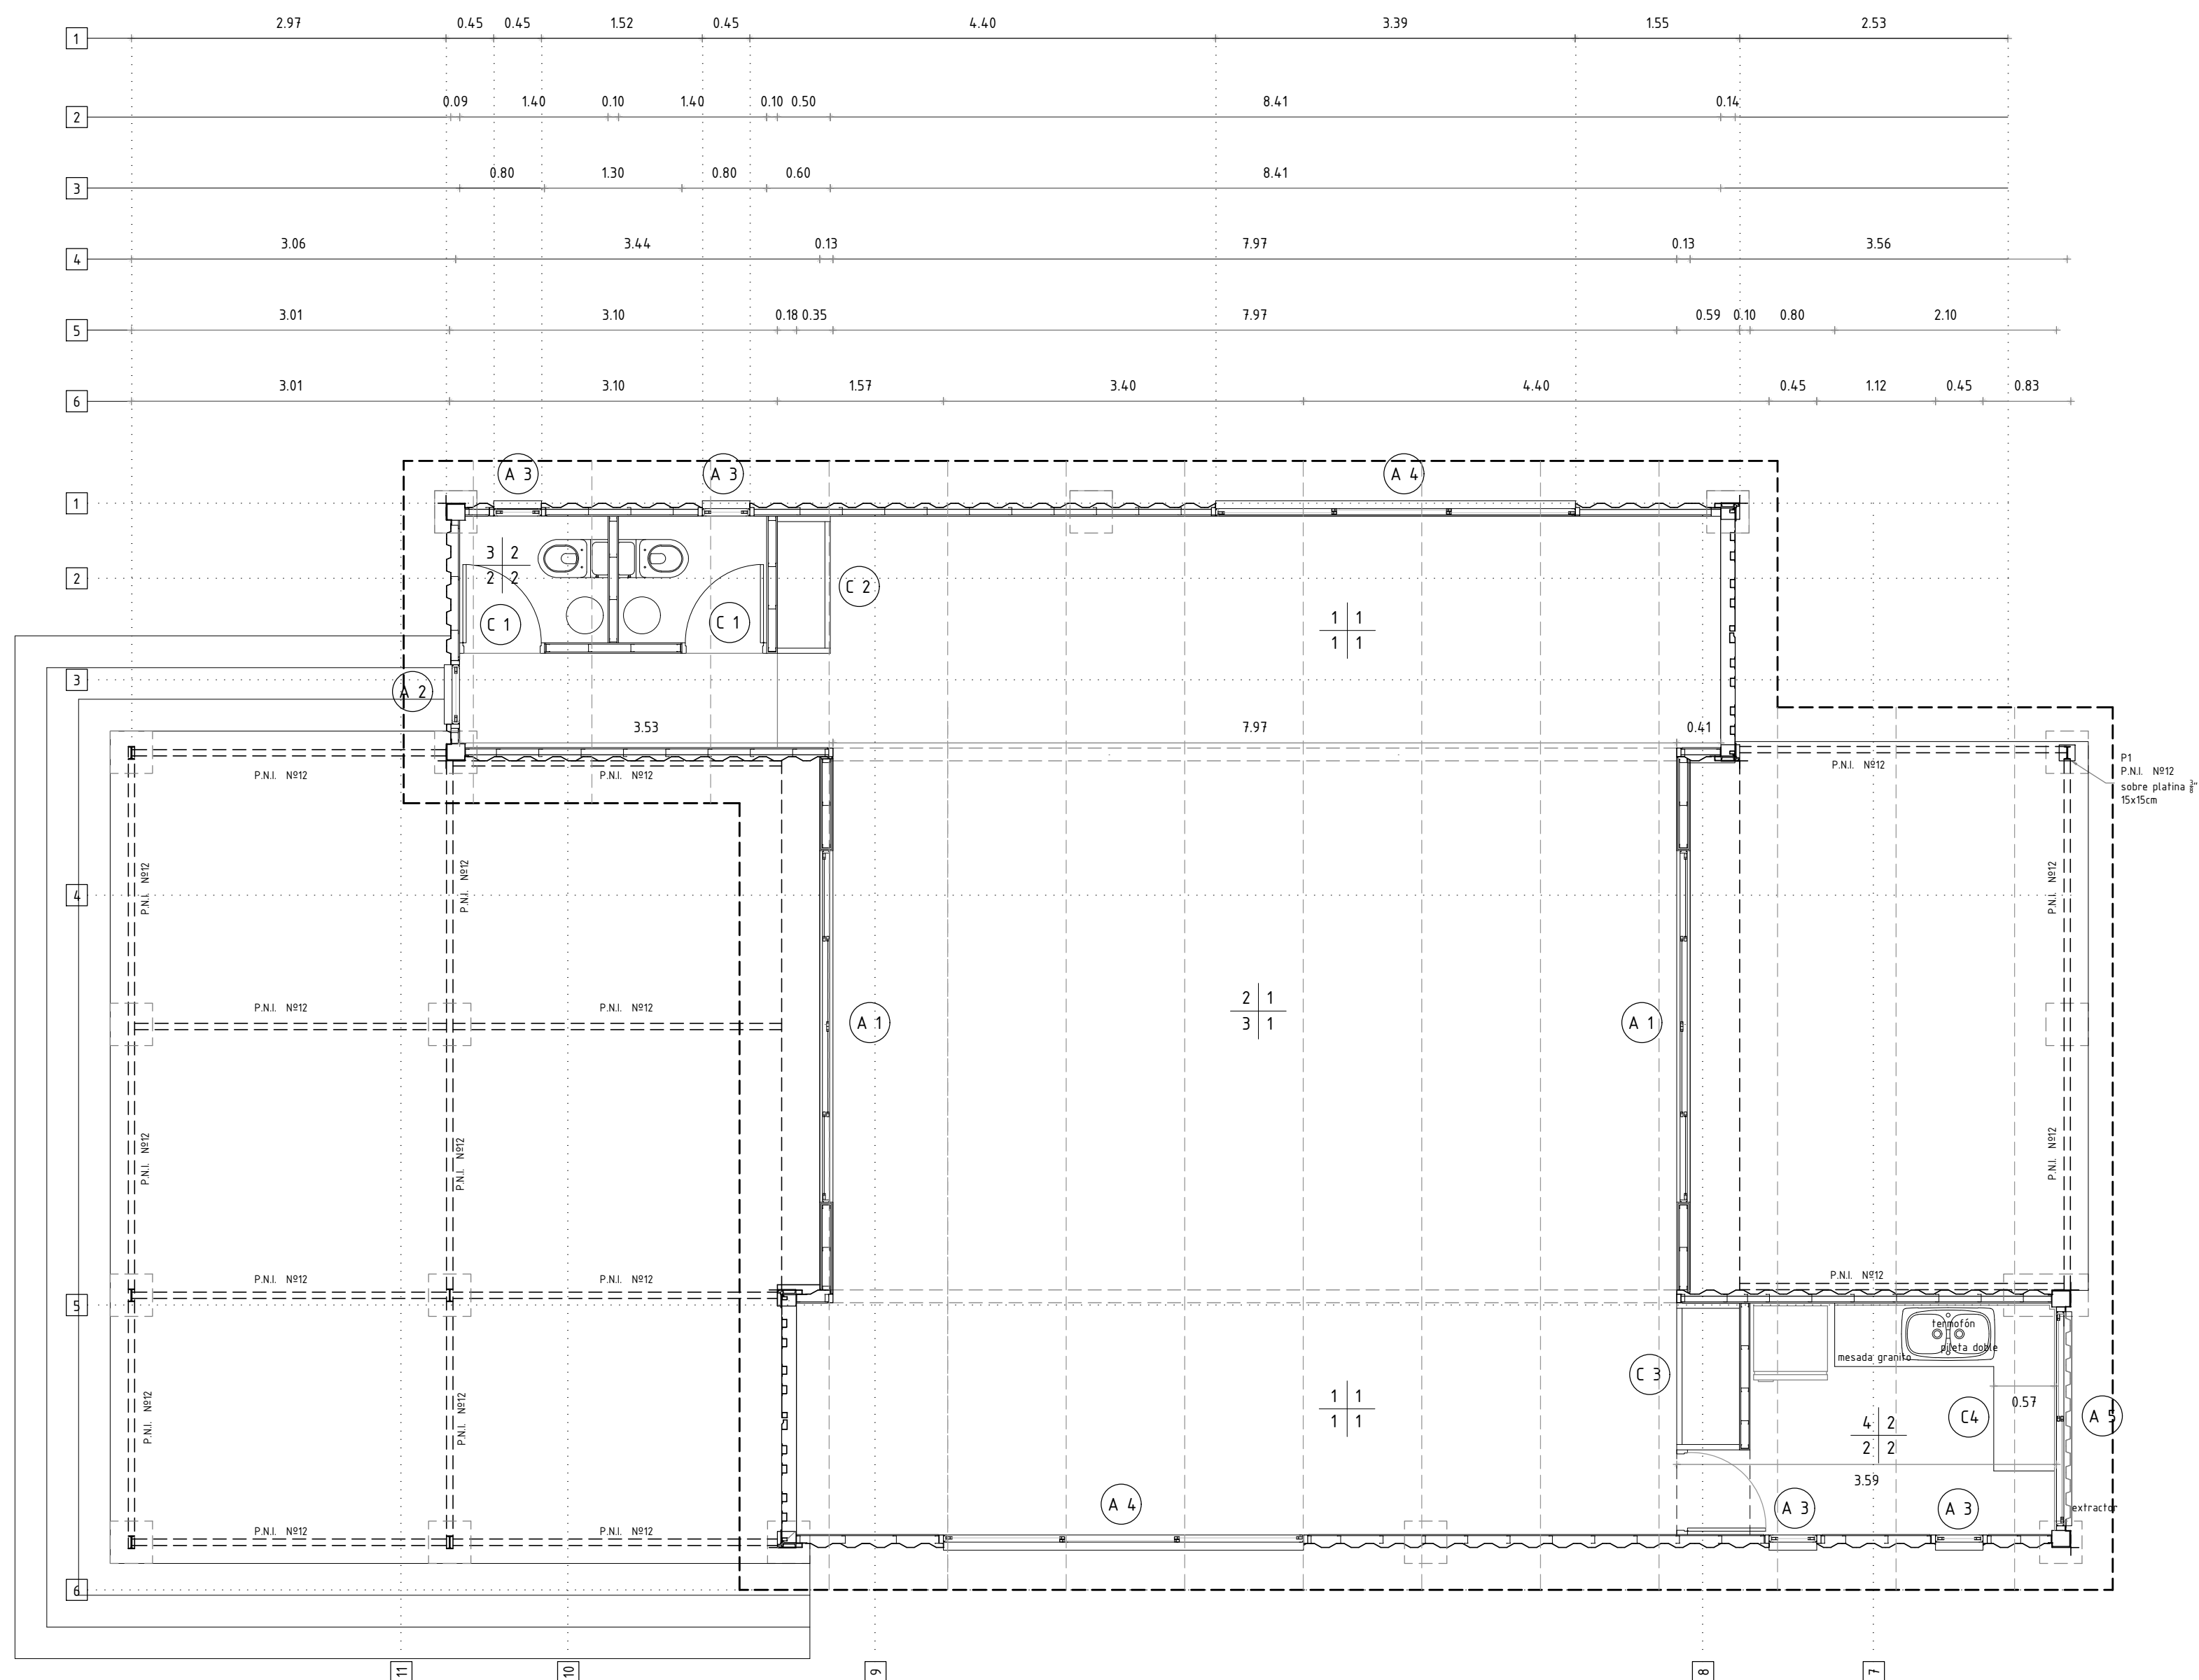 2.97 0.45 0.45 1.52 0.45 4.40 3.39 1.55 2.53
1
0.09 1.40 0.10 1.40 0.10 0.50 8.41 0.14
2
0.80 1.30 0.80 0.60 8.41
3
3.06 3.44 0.13 7.97 0.13 3.56
4
3.01 3.10 0.18 0.35 7.97 0.59 0.10 0.80 2.10
5
3.01 3.10 1.57 3.40 4.40 0.45 1.12 0.45 0.83
6
A 3 A 3 A 4
1
3 2
2 2
2
C 2
C 1 C 1
1 1
1 1
3
A 2
3.53 7.97 0.41
P1
P.N.I. Nº12
sobre platina 3/8"
15x15cm
P.N.I. Nº12 P.N.I. Nº12 P.N.I. Nº12
P.N.I. Nº12 P.N.I. Nº12 P.N.I. Nº12
4
2 1
3 1
P.N.I. Nº12 P.N.I. Nº12
A 1 A 1
P.N.I. Nº12 P.N.I. Nº12 P.N.I. Nº12
P.N.I. Nº12 P.N.I. Nº12 P.N.I. Nº12
5
termofón
pileta doble
mesada granito
C 3
0.57
1 1
1 1
P.N.I. Nº12 P.N.I. Nº12
4 2
2 2
C4
A 5
3.59
A 4 A 3 A 3
extractor
P.N.I. Nº12 P.N.I. Nº12
6
11 10 9 8 7